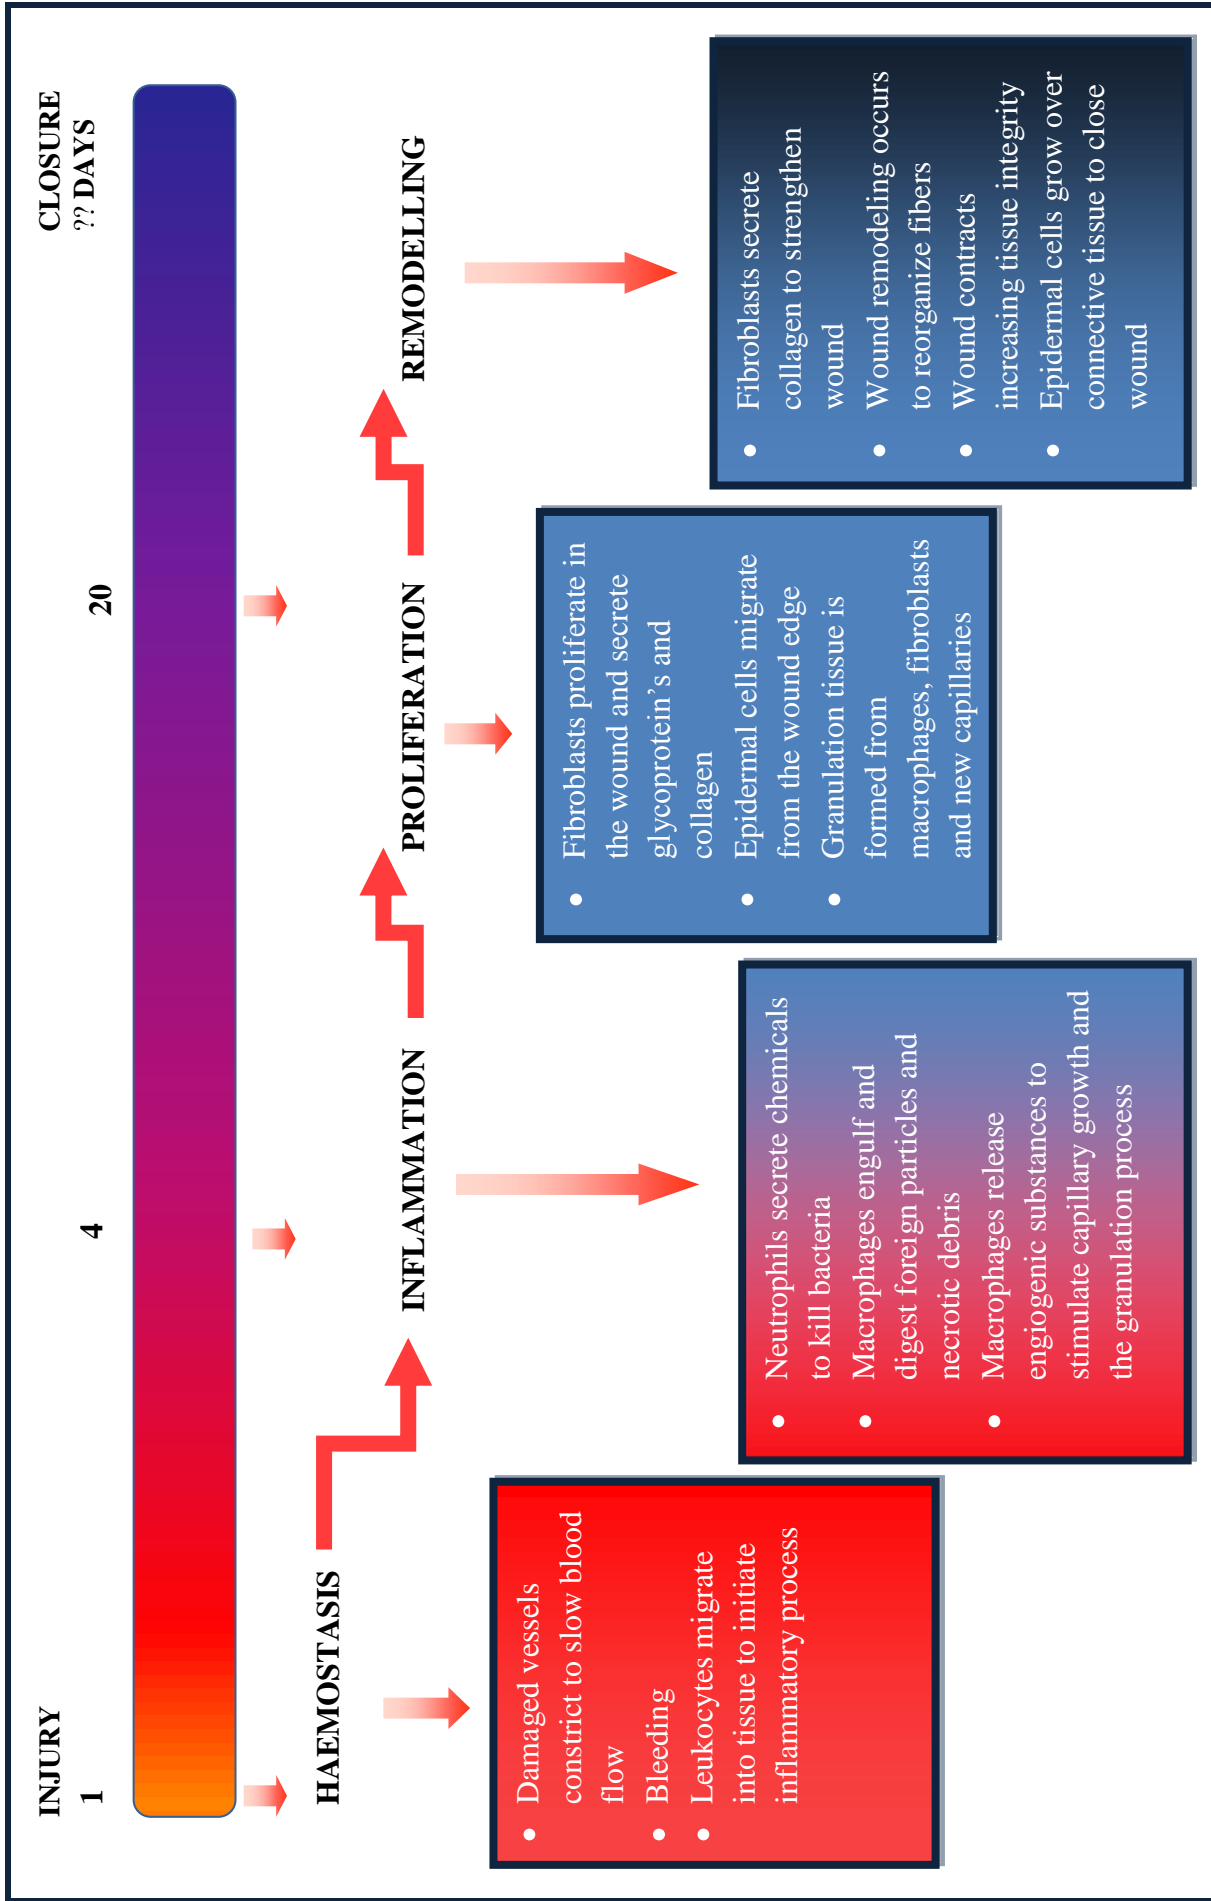 INJURY
1
4
20
CLOSURE
?? DAYS
HAEMOSTASIS
INFLAMMATION
PROLIFERATION
REMODELLING
• Damaged vessels
constrict to slow blood
flow
• Bleeding
• Leukocytes migrate
into tissue to initiate
inflammatory process
• Neutrophils secrete chemicals
to kill bacteria
• Macrophages engulf and
digest foreign particles and
necrotic debris
• Macrophages release
engiogenic substances to
stimulate capillary growth and
the granulation process
• Fibroblasts proliferate in
the wound and secrete
glycoprotein’s and
collagen
• Epidermal cells migrate
from the wound edge
• Granulation tissue is
formed from
macrophages, fibroblasts
and new capillaries
• Fibroblasts secrete
collagen to strengthen
wound
• Wound remodeling occurs
to reorganize fibers
• Wound contracts
increasing tissue integrity
• Epidermal cells grow over
connective tissue to close
wound